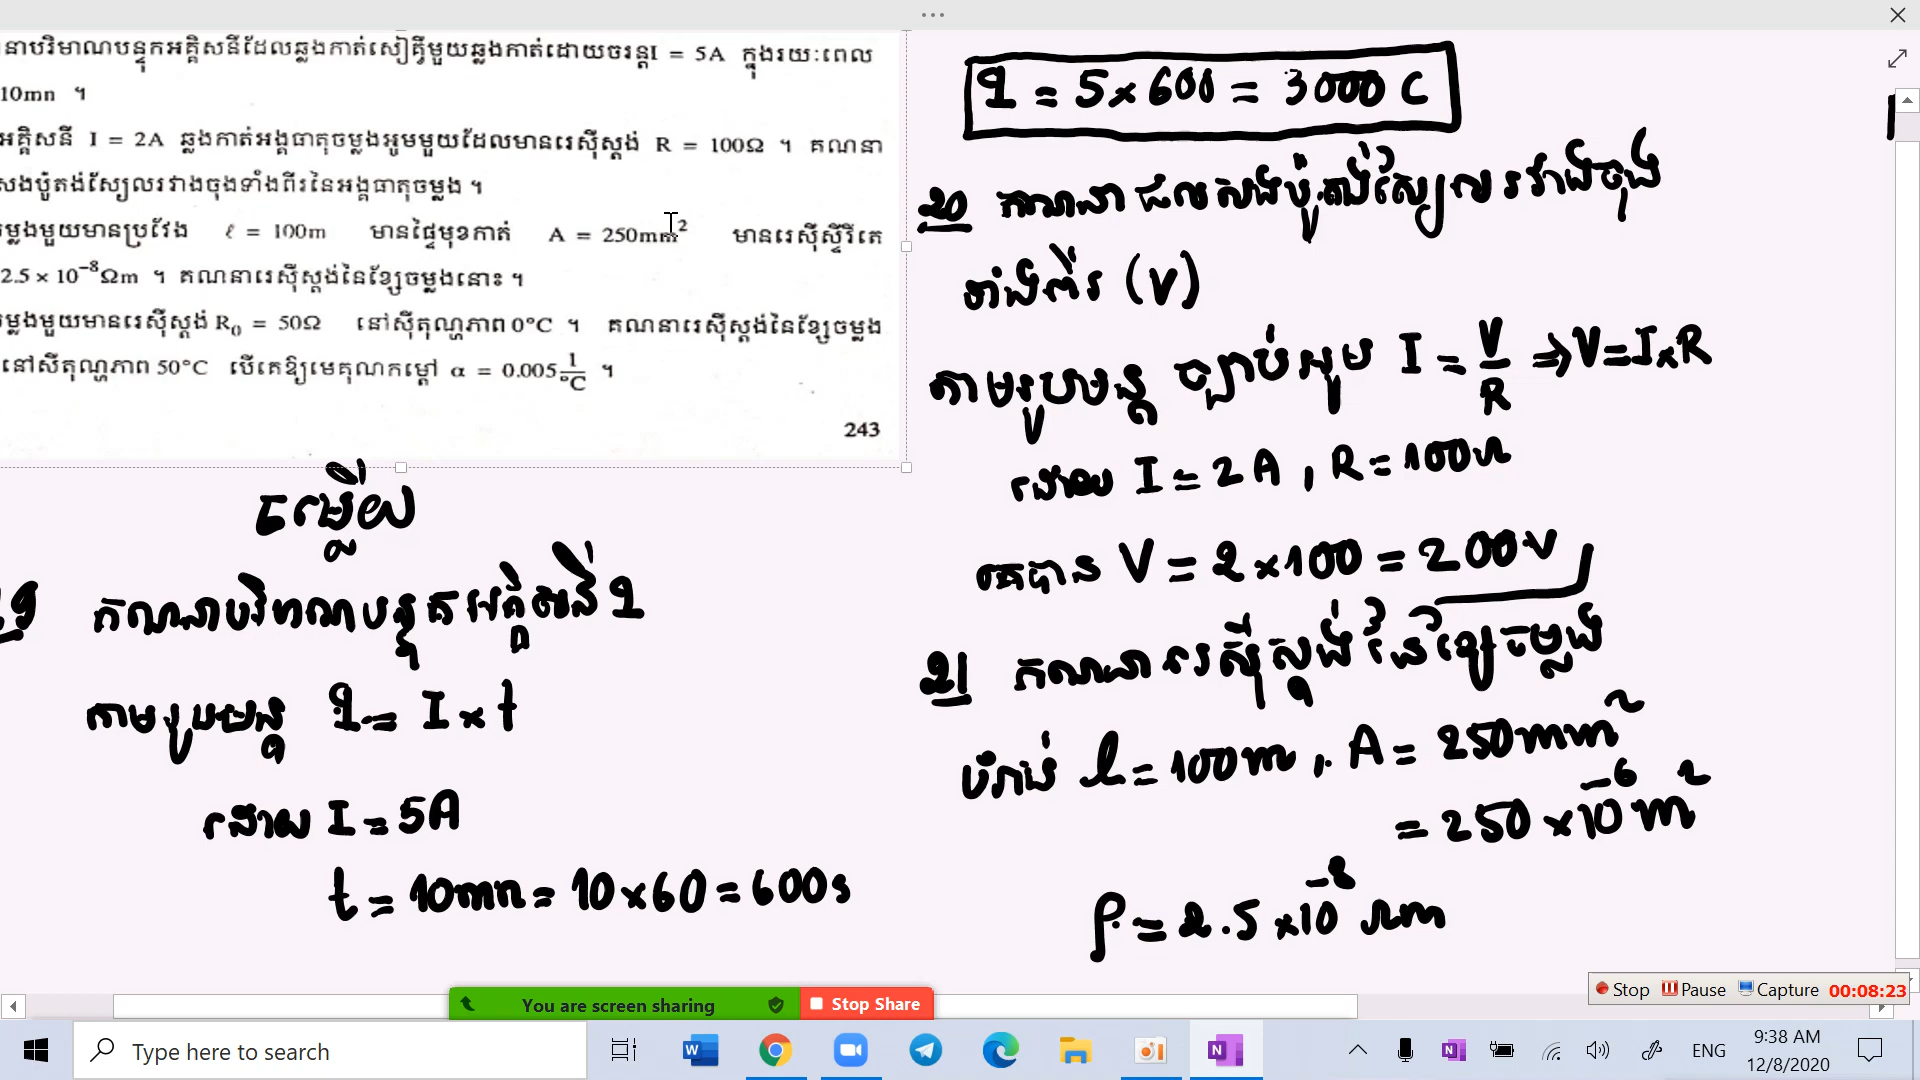 នាបរិមាណបន្ទុកអគ្គិសនីដែលឆ្លងកាត់សៀគ្វីមួយឆ្លងកាត់ដោយចរន្តI = 5A ក្នុងរយៈពេល
10mn ។
អគ្គិសនី I = 2A ឆ្លងកាត់អង្គធាតុចម្លងអូមមួយដែលមានរេស៊ីស្តង់ R = 100Ω ។ គណនា
សងប៉ូតង់ស្យែលរវាងចុងទាំងពីរនៃអង្គធាតុចម្លង ។
ម្លងមួយមានប្រវែង ℓ = 100m មានផ្ទៃមុខកាត់ A = 250mm² មានរេស៊ីស្ទីវីតេ
2.5 × 10⁻⁸Ωm ។ គណនារេស៊ីស្តង់នៃខ្សែចម្លងនោះ ។
ម្លងមួយមានរេស៊ីស្តង់ R₀ = 50Ω នៅស៊ីតុណ្ហភាព 0°C ។ គណនារេស៊ីស្តង់នៃខ្សែចម្លង
នៅសីតុណ្ហភាព 50°C បើគេឱ្យមេគុណកម្តៅ α = 0.005 1/°C ។
243
ចម្លើយ
គណនាបរិមាណបន្ទុកអគ្គិសនី q
តាមរូបមន្ត q = I × t
ដោយ I = 5A
t = 10mn = 10 × 60 = 600s
q = 5 × 600 = 3000 C
20 គណនាផលសងប៉ូតង់ស្យែលរវាងចុង
ទាំងពីរ (V)
តាមរូបមន្ត ច្បាប់អូម I = V/R ⇒ V = I × R
ដោយ I = 2A , R = 100Ω
គេបាន V = 2 × 100 = 200V
21 គណនារេស៊ីស្តង់នៃខ្សែចម្លង
បំរាប់ l = 100m , A = 250mm²
= 250 × 10⁻⁶ m²
ρ = 2.5 × 10⁻⁸ Ωm
You are screen sharing
Stop Share
Stop Pause Capture 00:08:23
Type here to search
ENG
9:38 AM
12/8/2020